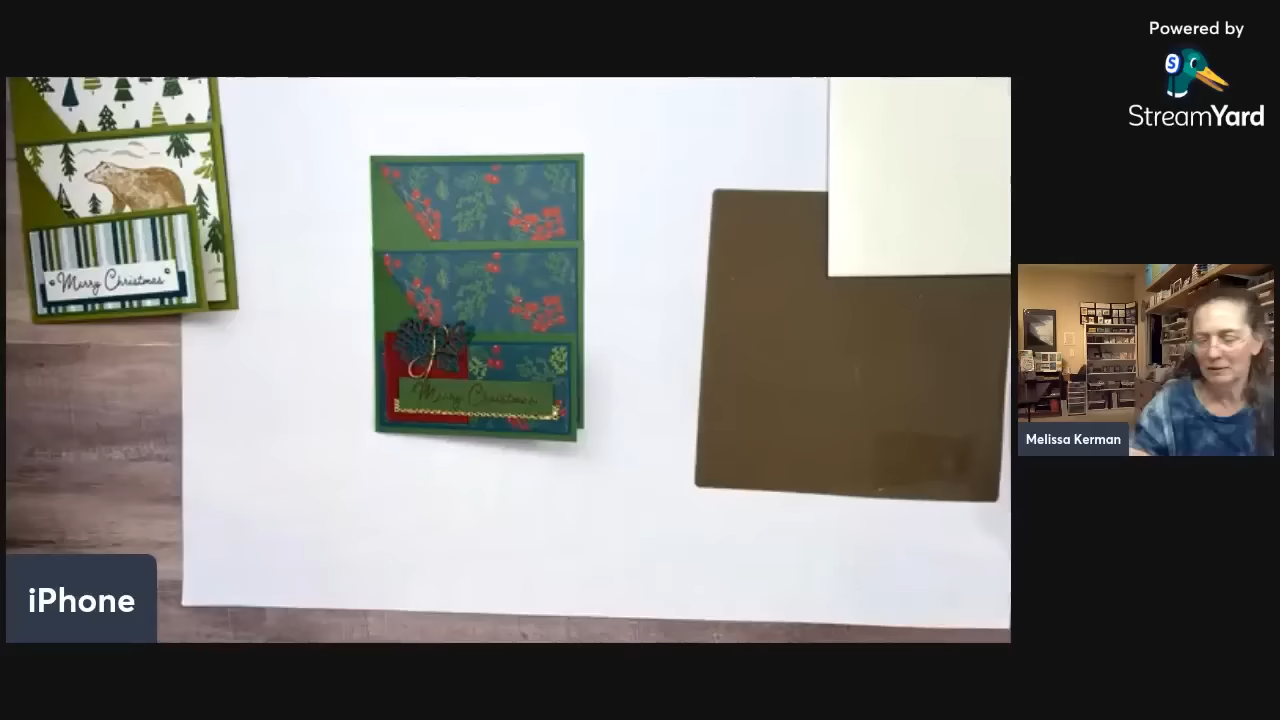 Powered by
S
StreamYard
Merry Christmas
Merry Christmas
Melissa Kerman
iPhone